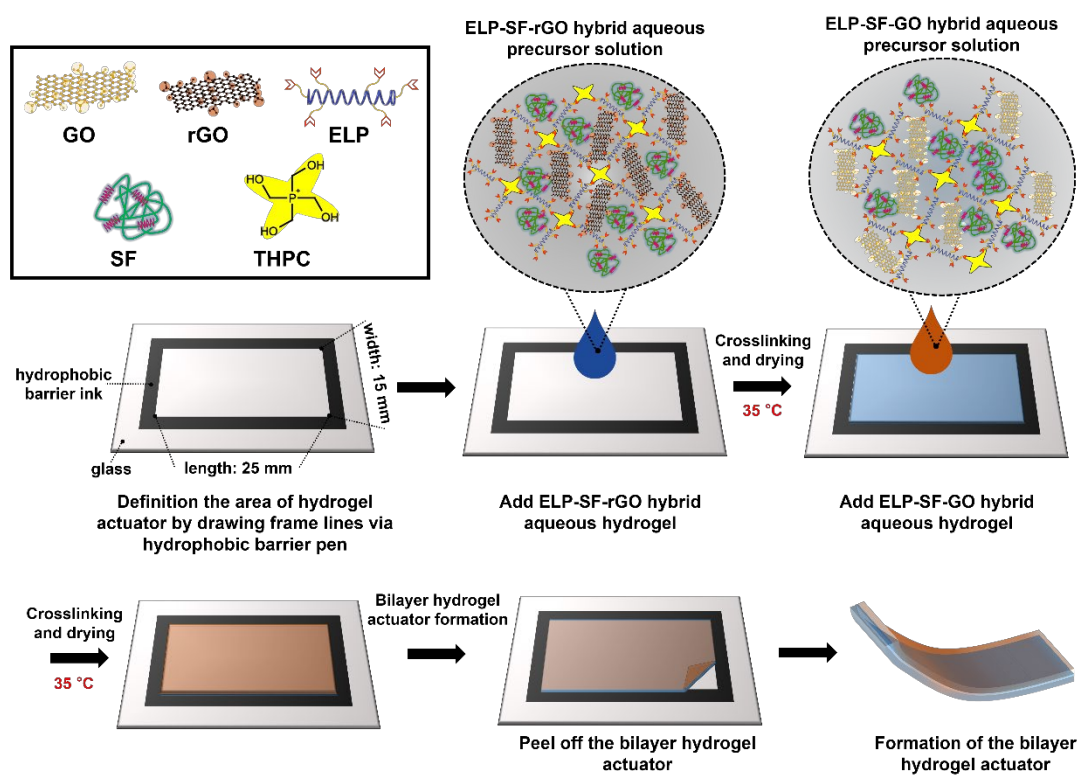 ELP-SF-rGO hybrid aqueous
precursor solution
ELP-SF-GO hybrid aqueous
precursor solution
GO
rGO
ELP
SF
THPC
OH
HO
P
+
OH
HO
hydrophobic
barrier ink
glass
width: 15 mm
length: 25 mm
Crosslinking
and drying
35 °C
Definition the area of hydrogel
actuator by drawing frame lines via
hydrophobic barrier pen
Add ELP-SF-rGO hybrid
aqueous hydrogel
Add ELP-SF-GO hybrid
aqueous hydrogel
Crosslinking
and drying
35 °C
Bilayer hydrogel
actuator formation
Peel off the bilayer hydrogel
actuator
Formation of the bilayer
hydrogel actuator